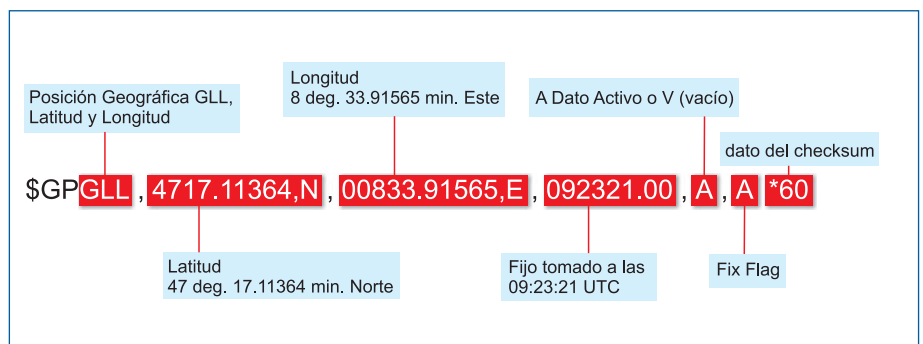 Longitud
8 deg. 33.91565 min. Este
Posición Geográfica GLL,
Latitud y Longitud
A Dato Activo o V (vacío)
dato del checksum
$GPGLL , 4717.11364,N , 00833.91565,E , 092321.00 , A , A *60
Latitud
47 deg. 17.11364 min. Norte
Fijo tomado a las
09:23:21 UTC
Fix Flag